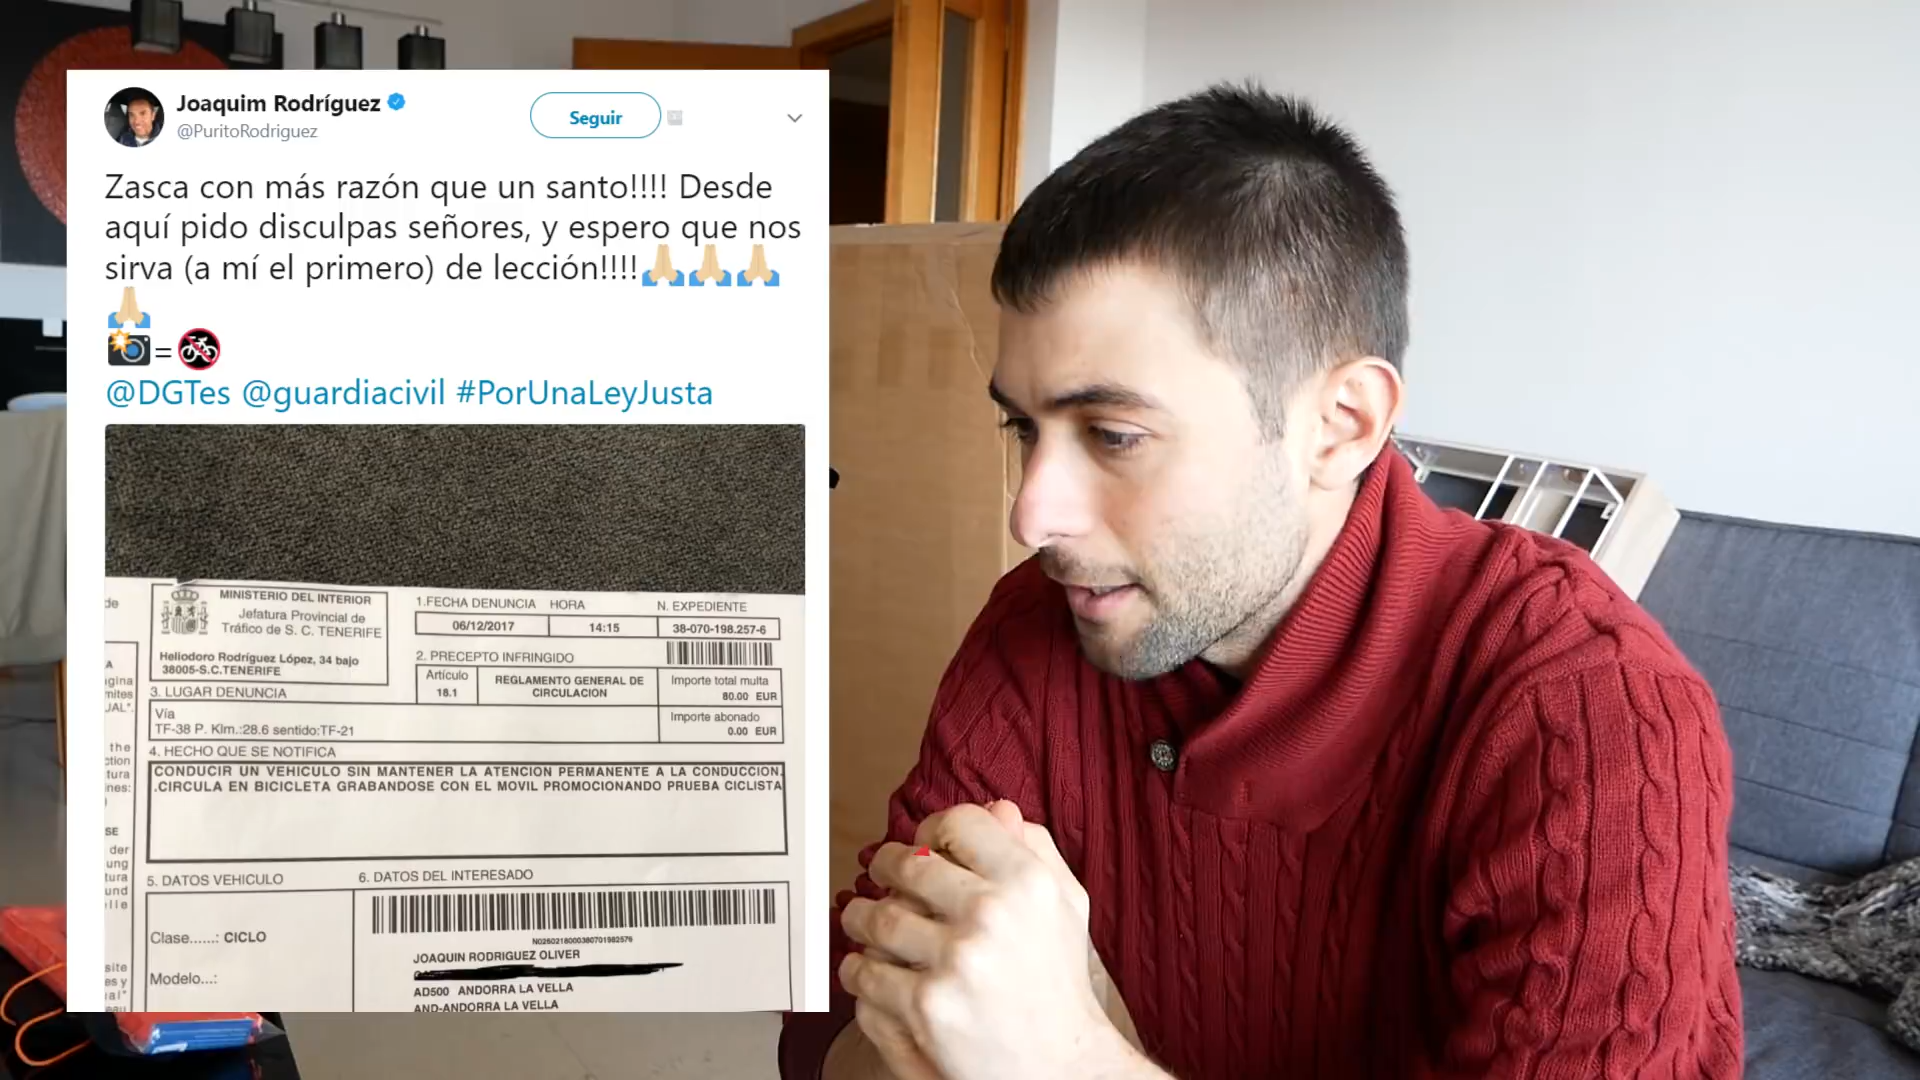 Joaquim Rodríguez
@PuritoRodriguez
Seguir
Zasca con más razón que un santo!!!! Desde
aquí pido disculpas señores, y espero que nos
sirva (a mí el primero) de lección!!!!🙏🏼🙏🏼🙏🏼
🙏🏼
📸=🚳
@DGTes @guardiacivil #PorUnaLeyJusta
MINISTERIO DEL INTERIOR
Jefatura Provincial de
Tráfico de S. C. TENERIFE
Heliodoro Rodríguez López, 34 bajo
38005-S.C.TENERIFE
1.FECHA DENUNCIA HORA N. EXPEDIENTE
06/12/2017 14:15 38-070-198.257-6
2. PRECEPTO INFRINGIDO
Artículo
18.1
REGLAMENTO GENERAL DE
CIRCULACION
Importe total multa
80.00 EUR
3. LUGAR DENUNCIA
Vía
TF-38 P. Klm.:28.6 sentido:TF-21
Importe abonado
0.00 EUR
4. HECHO QUE SE NOTIFICA
CONDUCIR UN VEHICULO SIN MANTENER LA ATENCION PERMANENTE A LA CONDUCCION.
.CIRCULA EN BICICLETA GRABANDOSE CON EL MOVIL PROMOCIONANDO PRUEBA CICLISTA
5. DATOS VEHICULO
Clase......: CICLO
Modelo...:
6. DATOS DEL INTERESADO
JOAQUIN RODRIGUEZ OLIVER
AD500 ANDORRA LA VELLA
AND-ANDORRA LA VELLA